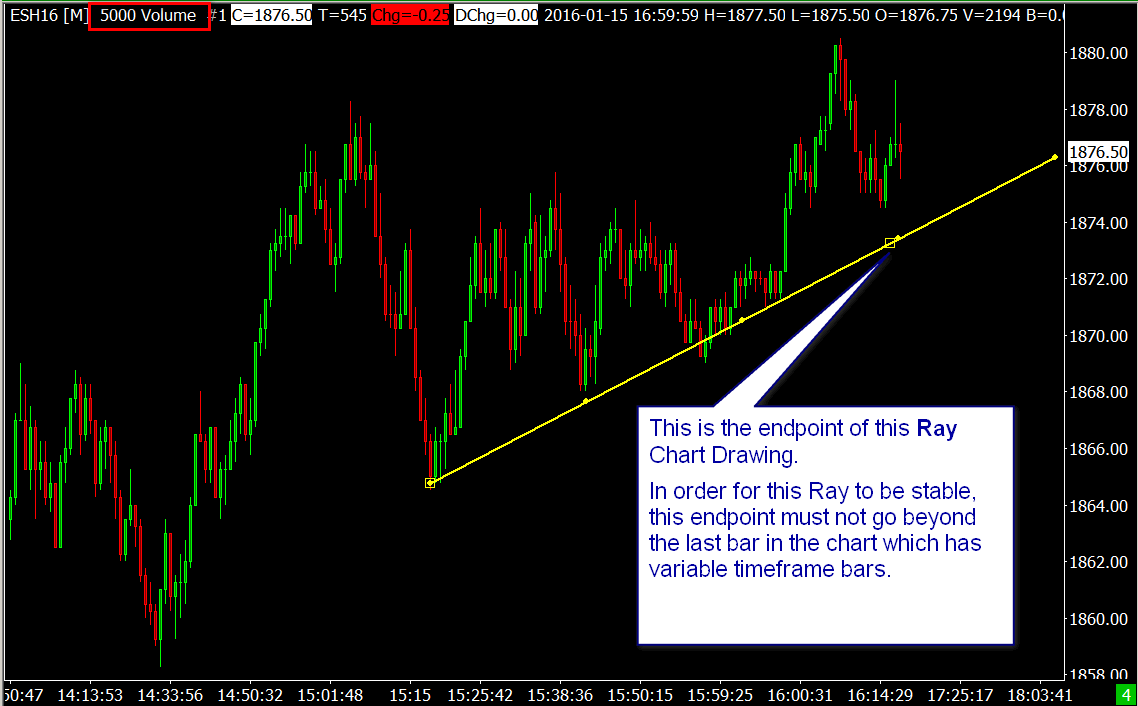 ESH16 [M] 5000 Volume #1 C=1876.50 T=545 Chg=-0.25 DChg=0.00 2016-01-15 16:59:59 H=1877.50 L=1875.50 O=1876.75 V=2194 B=0.0
1880.00
1878.00
1876.50
1876.00
1874.00
1872.00
1870.00
1868.00
1866.00
1864.00
1862.00
1860.00
1858.00
This is the endpoint of this Ray
Chart Drawing.
In order for this Ray to be stable,
this endpoint must not go beyond
the last bar in the chart which has
variable timeframe bars.
50:47 14:13:53 14:33:56 14:50:32 15:01:48 15:15 15:25:42 15:38:36 15:50:15 15:59:25 16:00:31 16:14:29 17:25:17 18:03:41
4